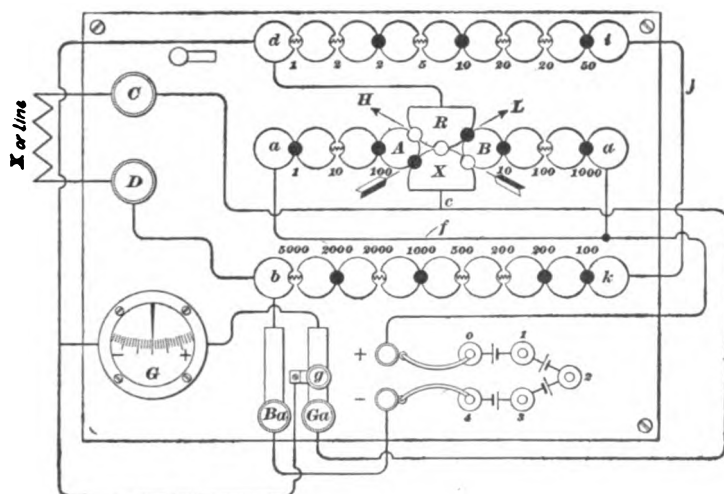 d 1 2 2 5 10 20 20 50 i
j
C
H R L
X or line
a 1 10 100 A X B 10 100 1000 a
D
c
f
5000 2000 2000 1000 500 200 200 100
b k
0 1
+
− + G
g
2
−
Ba Ga
4 3